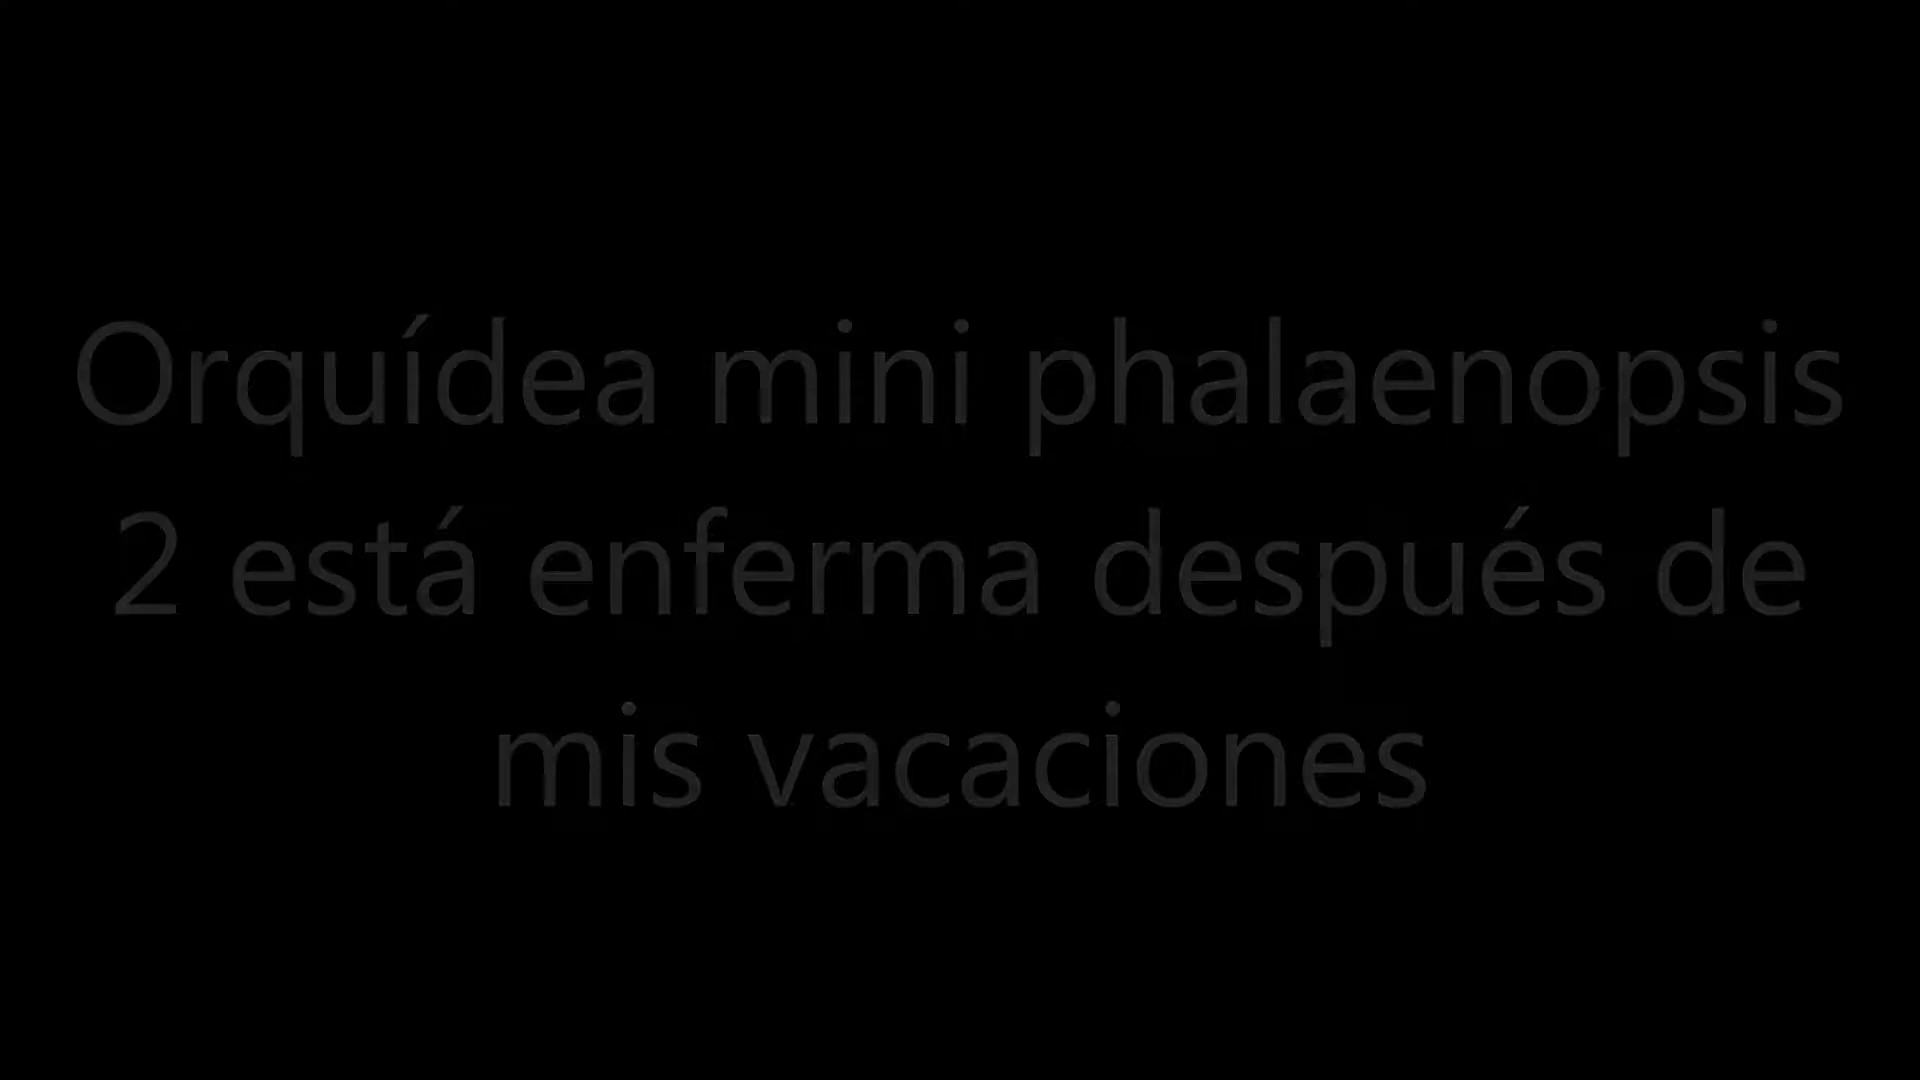 Orquídea mini phalaenopsis
2 está enferma después de
mis vacaciones